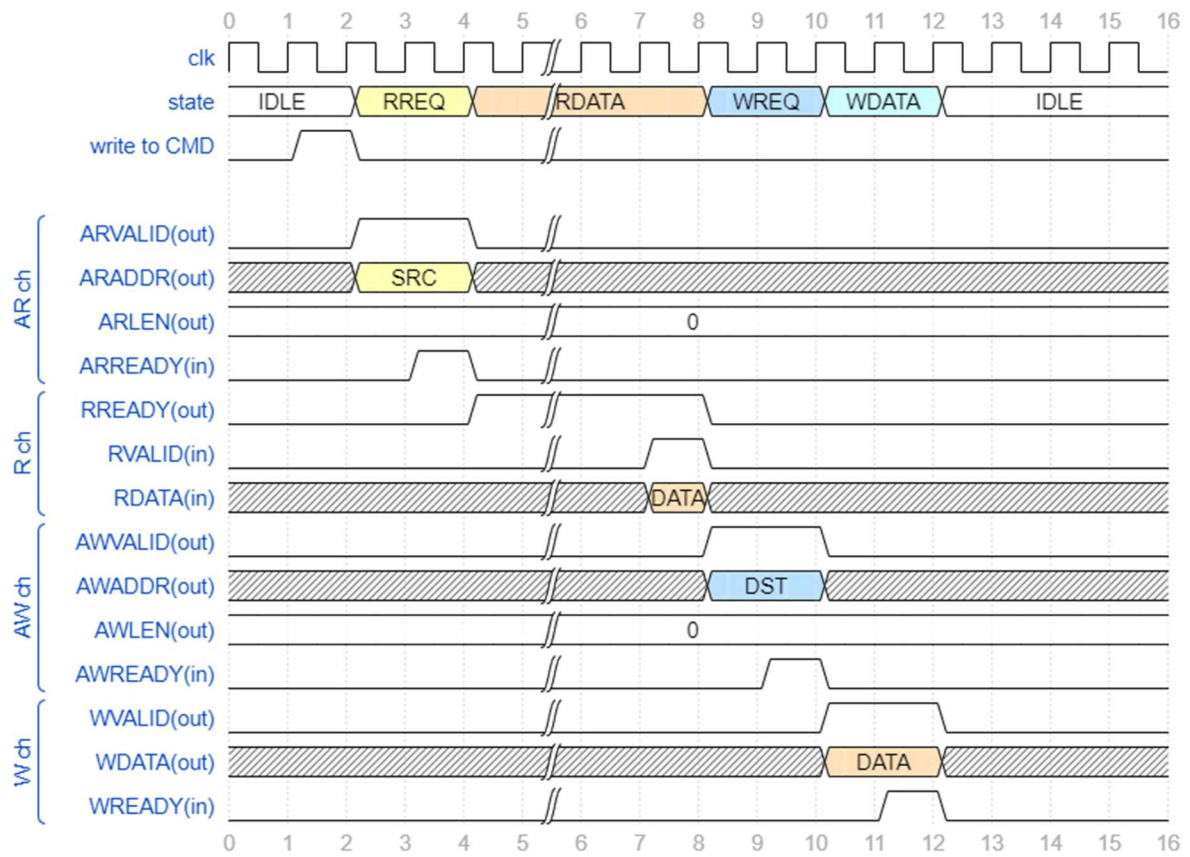 0 1 2 3 4 5 6 7 8 9 10 11 12 13 14 15 16
clk
state IDLE RREQ RDATA WREQ WDATA IDLE
write to CMD
AR ch
ARVALID(out)
ARADDR(out) SRC
ARLEN(out) 0
ARREADY(in)
R ch
RREADY(out)
RVALID(in)
RDATA(in) DATA
AW ch
AWVALID(out)
AWADDR(out) DST
AWLEN(out) 0
AWREADY(in)
W ch
WVALID(out)
WDATA(out) DATA
WREADY(in)
0 1 2 3 4 5 6 7 8 9 10 11 12 13 14 15 16